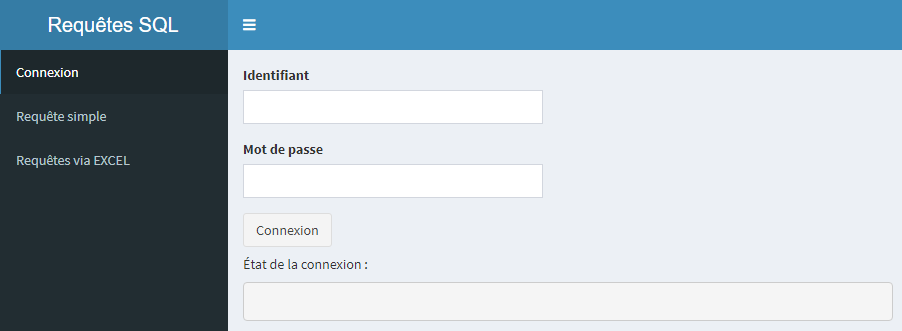 Requêtes SQL
Connexion
Requête simple
Requêtes via EXCEL
Identifiant
Mot de passe
Connexion
État de la connexion :